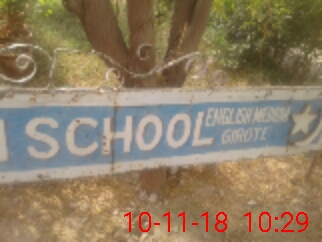 SCHOOL ENGLISH MEDIUM
GIROTE
10-11-18 10:29